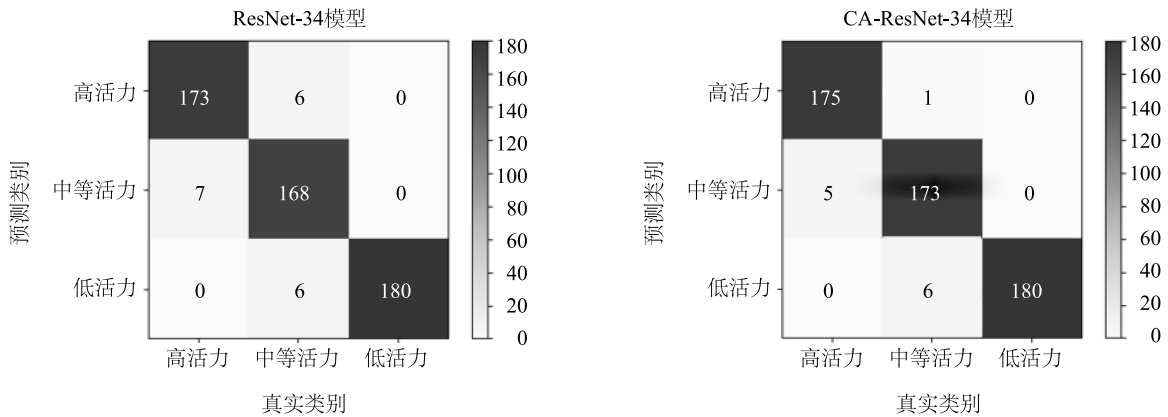 ResNet-34模型
高活力
中等活力
低活力
预测类别
173 6 0
7 168 0
0 6 180
高活力 中等活力 低活力
真实类别
180
160
140
120
100
80
60
40
20
0
CA-ResNet-34模型
高活力
中等活力
低活力
预测类别
175 1 0
5 173 0
0 6 180
高活力 中等活力 低活力
真实类别
180
160
140
120
100
80
60
40
20
0